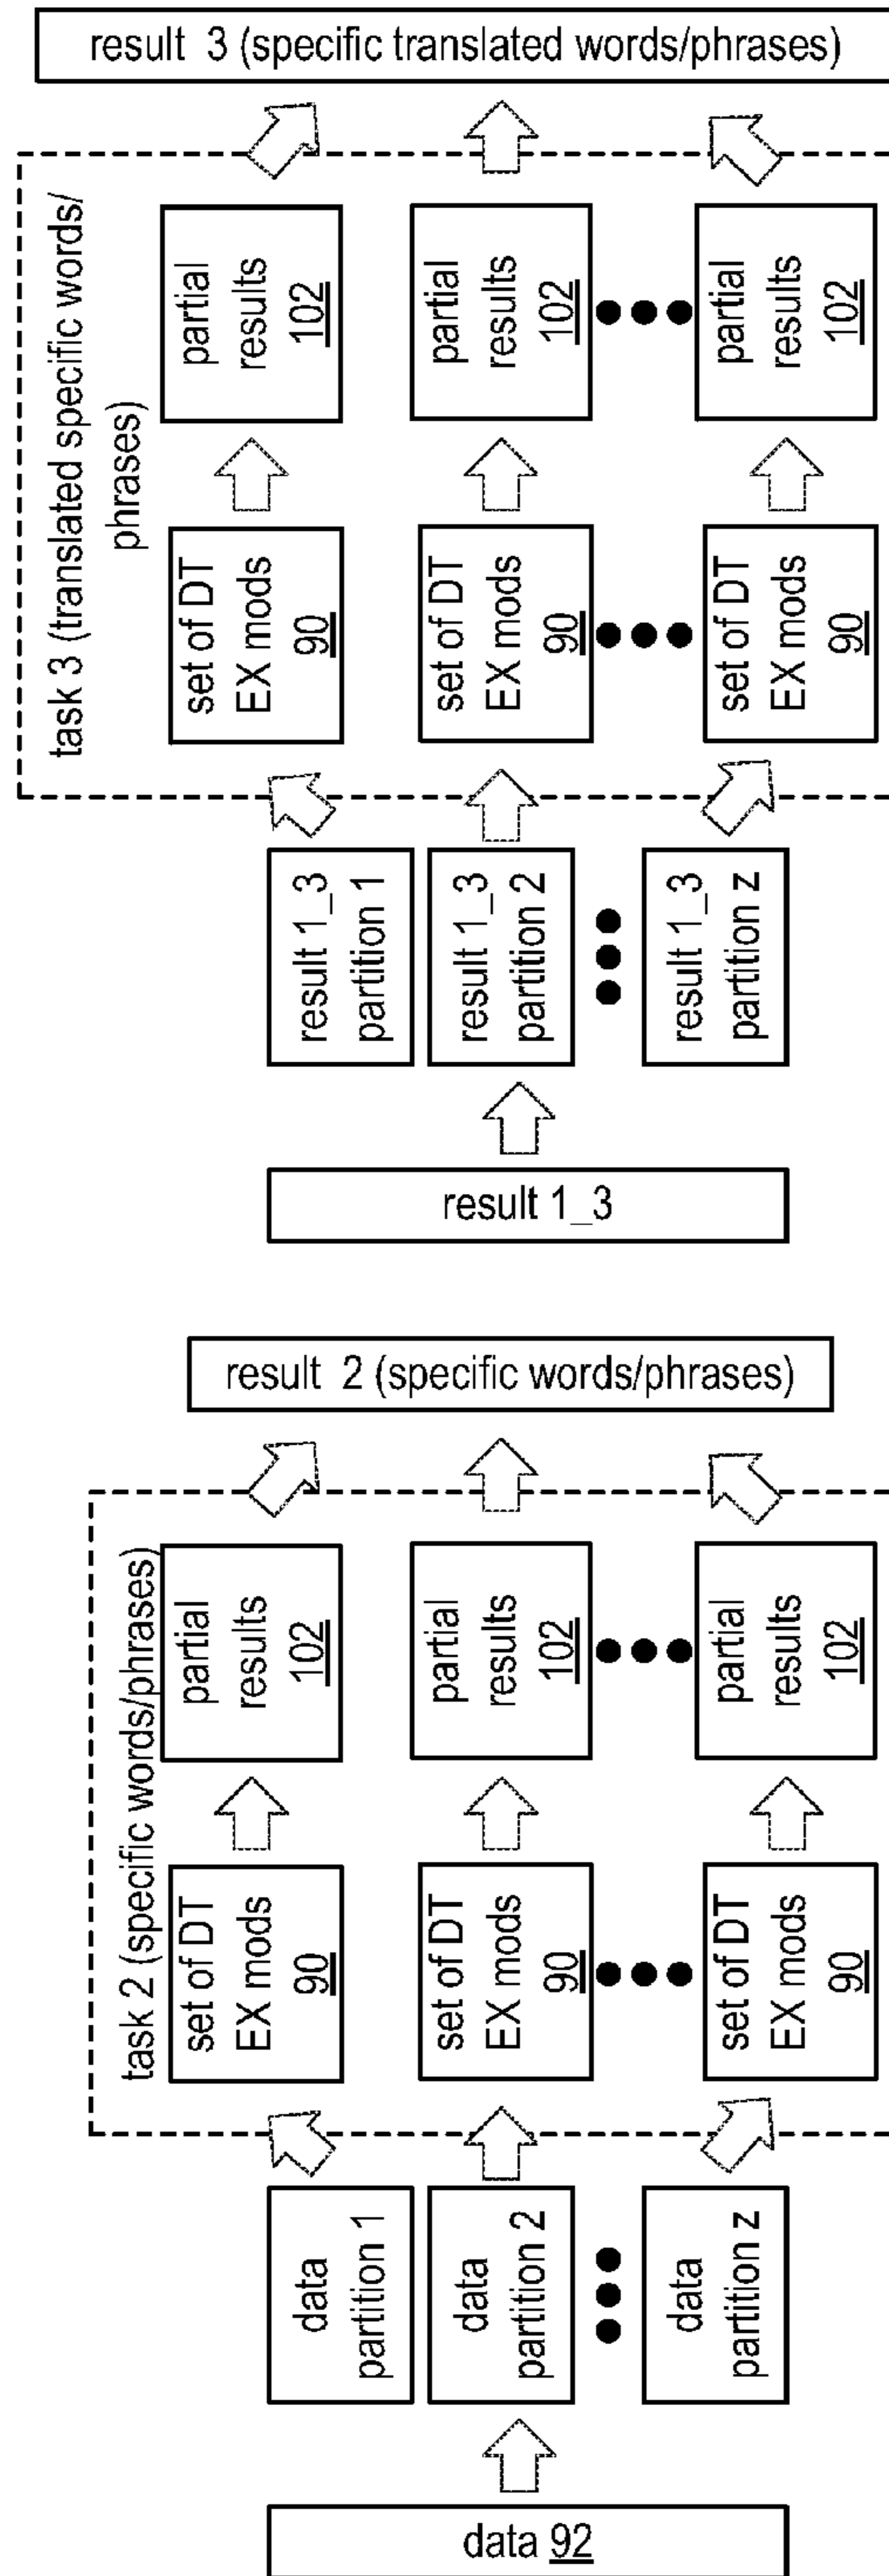 task 2 (specific words/phrases)
data 92
data
partition 1
data
partition 2
data
partition z
set of DT
EX mods
90
set of DT
EX mods
90
set of DT
EX mods
90
partial
results
102
partial
results
102
partial
results
102
result 2 (specific words/phrases)
task 3 (translated specific words/
phrases)
result 1_3
result 1_3
partition 1
result 1_3
partition 2
result 1_3
partition z
set of DT
EX mods
90
set of DT
EX mods
90
set of DT
EX mods
90
partial
results
102
partial
results
102
partial
results
102
result 3 (specific translated words/phrases)